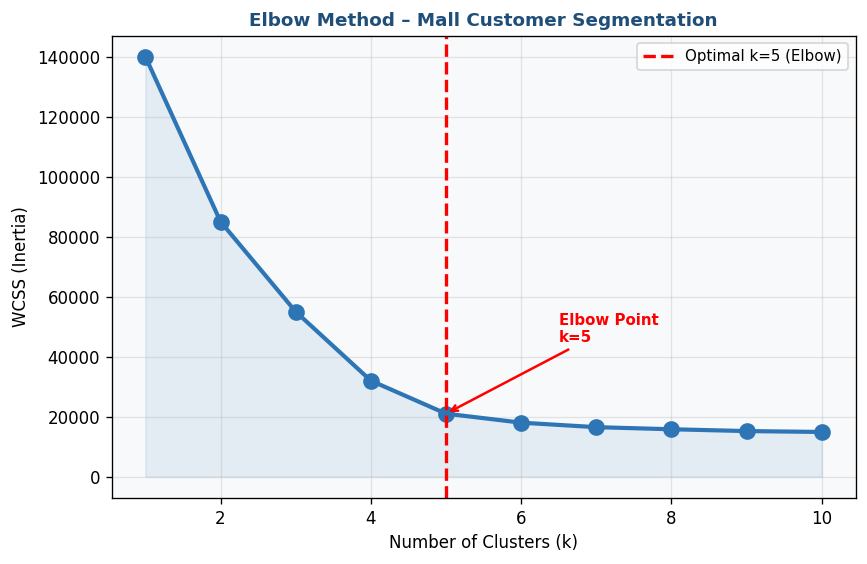 Elbow Method – Mall Customer Segmentation
Optimal k=5 (Elbow)
140000
120000
100000
80000
60000
40000
20000
0
WCSS (Inertia)
Elbow Point
k=5
2 4 6 8 10
Number of Clusters (k)